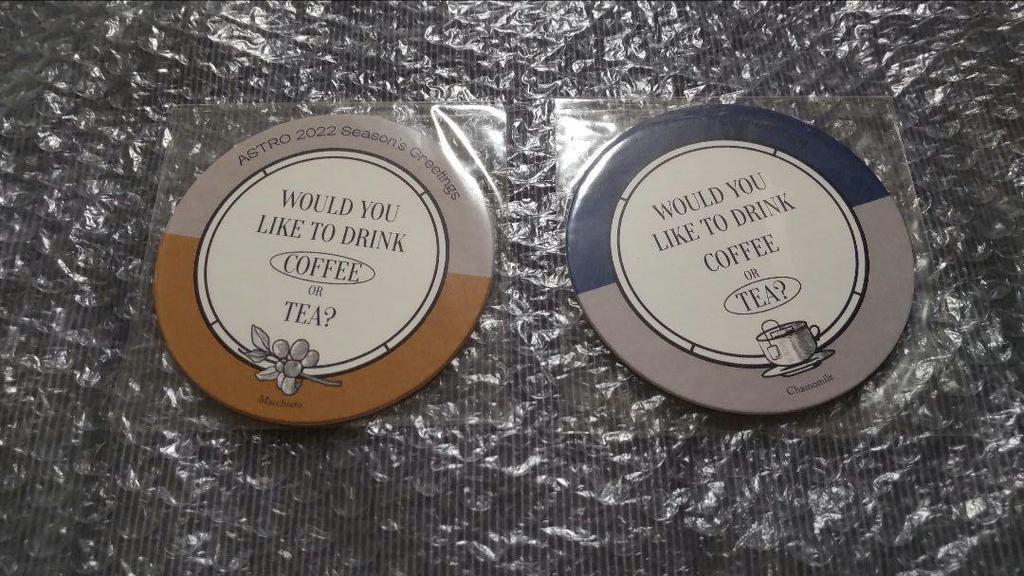 ASTRO 2022 Season's Greetings
WOULD YOU
LIKE TO DRINK
COFFEE
OR
TEA?
Macchiato
WOULD YOU
LIKE TO DRINK
COFFEE
OR
TEA?
Chamomile